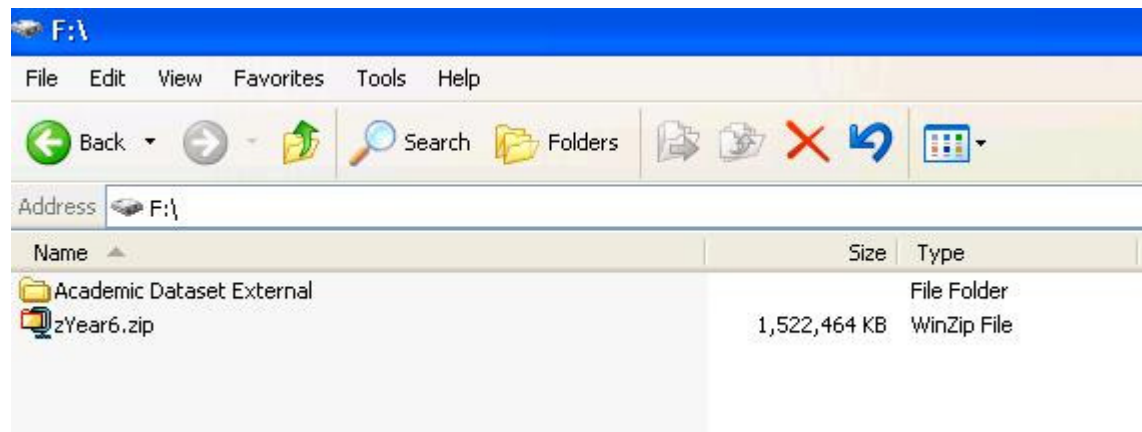 F:\
File Edit View Favorites Tools Help
Back Search Folders
Address F:\
Name Size Type
Academic Dataset External File Folder
zYear6.zip 1,522,464 KB WinZip File